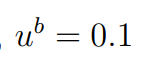 , u^b = 0.1